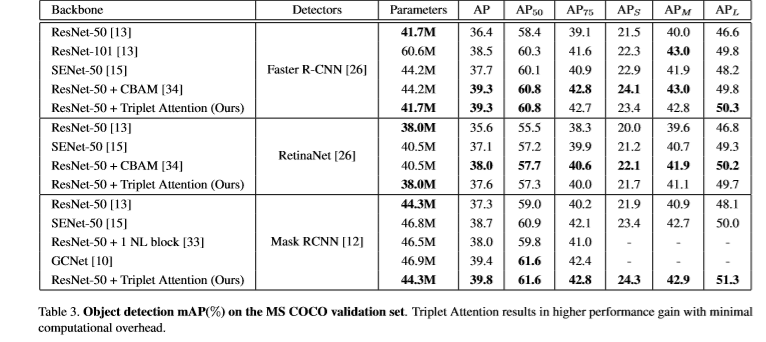 Backbone Detectors Parameters AP AP50 AP75 APS APM APL
ResNet-50 [13] 41.7M 36.4 58.4 39.1 21.5 40.0 46.6
ResNet-101 [13] 60.6M 38.5 60.3 41.6 22.3 43.0 49.8
SENet-50 [15] Faster R-CNN [26] 44.2M 37.7 60.1 40.9 22.9 41.9 48.2
ResNet-50 + CBAM [34] 44.2M 39.3 60.8 42.8 24.1 43.0 49.8
ResNet-50 + Triplet Attention (Ours) 41.7M 39.3 60.8 42.7 23.4 42.8 50.3
ResNet-50 [13] 38.0M 35.6 55.5 38.3 20.0 39.6 46.8
SENet-50 [15] RetinaNet [26] 40.5M 37.1 57.2 39.9 21.2 40.7 49.3
ResNet-50 + CBAM [34] 40.5M 38.0 57.7 40.6 22.1 41.9 50.2
ResNet-50 + Triplet Attention (Ours) 38.0M 37.6 57.3 40.0 21.7 41.1 49.7
ResNet-50 [13] 44.3M 37.3 59.0 40.2 21.9 40.9 48.1
SENet-50 [15] 46.8M 38.7 60.9 42.1 23.4 42.7 50.0
ResNet-50 + 1 NL block [33] Mask RCNN [12] 46.5M 38.0 59.8 41.0 - - -
GCNet [10] 46.9M 39.4 61.6 42.4 - - -
ResNet-50 + Triplet Attention (Ours) 44.3M 39.8 61.6 42.8 24.3 42.9 51.3
Table 3. Object detection mAP(%) on the MS COCO validation set. Triplet Attention results in higher performance gain with minimal
computational overhead.